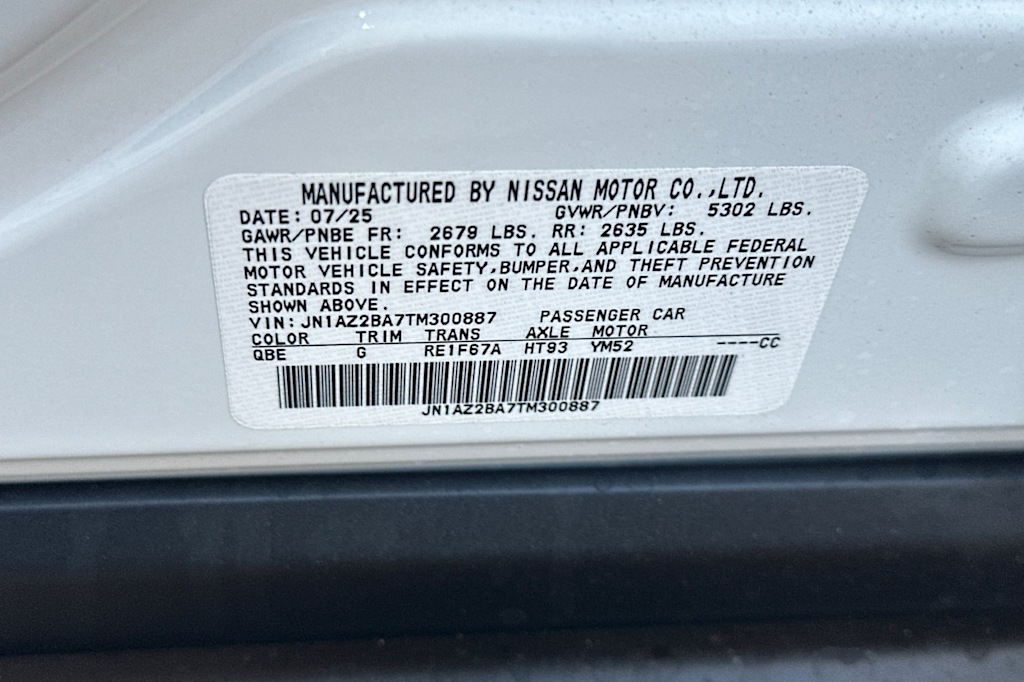 MANUFACTURED BY NISSAN MOTOR CO.,LTD.
DATE: 07/25 GVWR/PNBV: 5302 LBS.
GAWR/PNBE FR: 2679 LBS. RR: 2635 LBS.
THIS VEHICLE CONFORMS TO ALL APPLICABLE FEDERAL
MOTOR VEHICLE SAFETY,BUMPER,AND THEFT PREVENTION
STANDARDS IN EFFECT ON THE DATE OF MANUFACTURE
SHOWN ABOVE.
VIN: JN1AZ2BA7TM300887 PASSENGER CAR
COLOR TRIM TRANS AXLE MOTOR
QBE G RE1F67A HT93 YM52 ----CC
JN1AZ2BA7TM300887